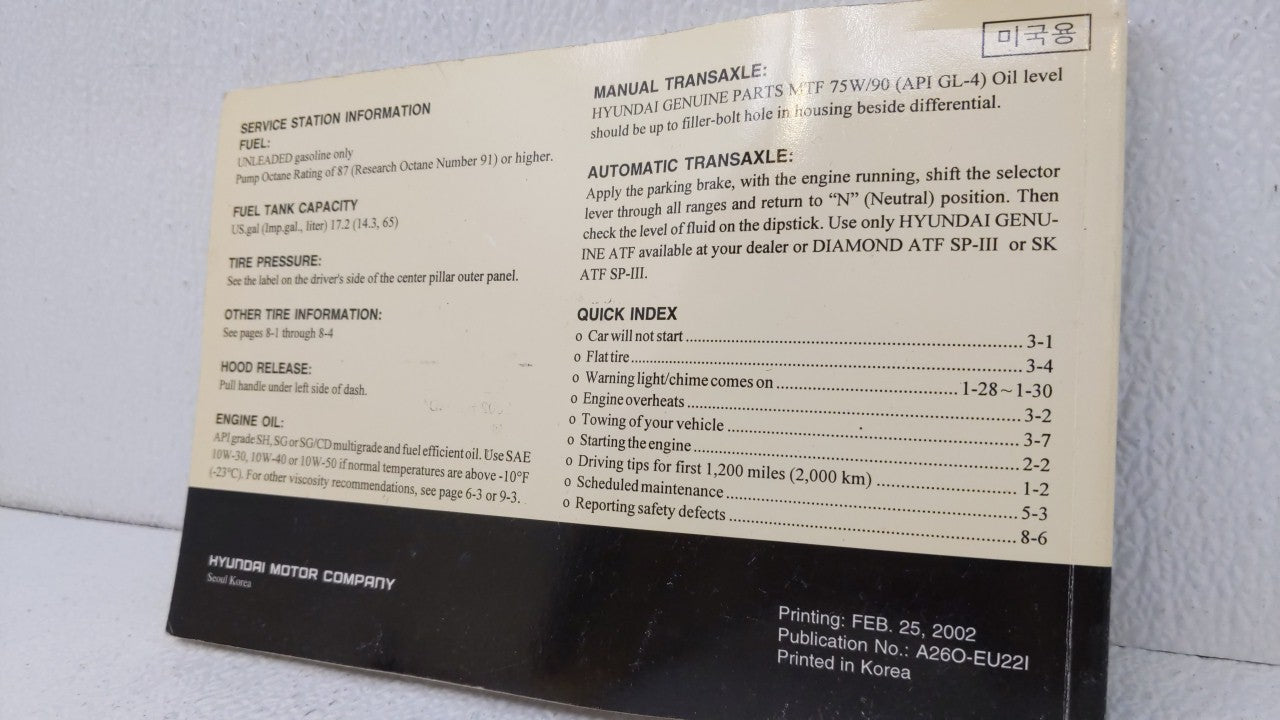 SERVICE STATION INFORMATION
FUEL:
UNLEADED gasoline only
Pump Octane Rating of 87 (Research Octane Number 91) or higher.
FUEL TANK CAPACITY
US.gal (Imp.gal., liter) 17.2 (14.3, 65)
TIRE PRESSURE:
See the label on the driver's side of the center pillar outer panel.
OTHER TIRE INFORMATION:
See pages 8-1 through 8-4
HOOD RELEASE:
Pull handle under left side of dash.
ENGINE OIL:
API grade SH, SG or SG/CD multigrade and fuel efficient oil. Use SAE
10W-30, 10W-40 or 10W-50 if normal temperatures are above -10°F
(-23°C). For other viscosity recommendations, see page 6-3 or 9-3.
미국용
MANUAL TRANSAXLE:
HYUNDAI GENUINE PARTS MTF 75W/90 (API GL-4) Oil level
should be up to filler-bolt hole in housing beside differential.
AUTOMATIC TRANSAXLE:
Apply the parking brake, with the engine running, shift the selector
lever through all ranges and return to “N” (Neutral) position. Then
check the level of fluid on the dipstick. Use only HYUNDAI GENU-
INE ATF available at your dealer or DIAMOND ATF SP-III or SK
ATF SP-III.
QUICK INDEX
o Car will not start ........ 3-1
o Flat tire ........ 3-4
o Warning light/chime comes on ........ 1-28~1-30
o Engine overheats ........ 3-2
o Towing of your vehicle ........ 3-7
o Starting the engine ........ 2-2
o Driving tips for first 1,200 miles (2,000 km) ........ 1-2
o Scheduled maintenance ........ 5-3
o Reporting safety defects ........ 8-6
HYUNDAI MOTOR COMPANY
Seoul Korea
Printing: FEB. 25, 2002
Publication No.: A26O-EU22I
Printed in Korea